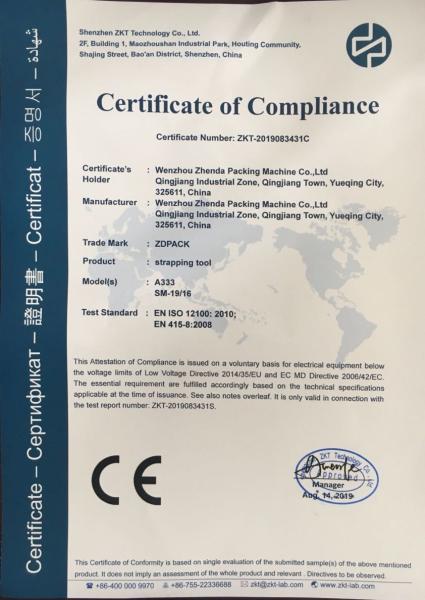 Certificate – Сертификат – 證明書 – Certificat – 증명서 – شهادة
Shenzhen ZKT Technology Co., Ltd.
2F, Building 1, Maozhoushan Industrial Park, Houting Community,
Shajing Street, Bao'an District, Shenzhen, China
Certificate of Compliance
Certificate Number: ZKT-2019083431C
Certificate's Holder : Wenzhou Zhenda Packing Machine Co.,Ltd
Qingjiang Industrial Zone, Qingjiang Town, Yueqing City,
325611, China
Manufacturer : Wenzhou Zhenda Packing Machine Co.,Ltd
Qingjiang Industrial Zone, Qingjiang Town, Yueqing City,
325611, China
Trade Mark : ZDPACK
Product : strapping tool
Model(s) : A333
SM-19/16
Test Standard : EN ISO 12100: 2010;
EN 415-8:2008
This Attestation of Compliance is issued on a voluntary basis for electrical equipment below
the voltage limits of Low Voltage Directive 2014/35/EU and EC MD Directive 2006/42/EC.
The essential requirement are fulfilled accordingly based on the technical specifications
applicable at the time of issuance. See also notes overleaf. It is only valid in connection with
the test report number: ZKT-2019083431S.
CE
ZKT Technology Co.
Approved
Manager
Aug. 14, 2019
This Certificate of Conformity is based on single evaluation of the submitted sample(s) of the above mentioned
product. It does not imply an assessment of the whole product and relevant . Directives to be observed.
+86-400 000 9970 +86-755-22336688 zkt@zkt-lab.com www.zkt-lab.com